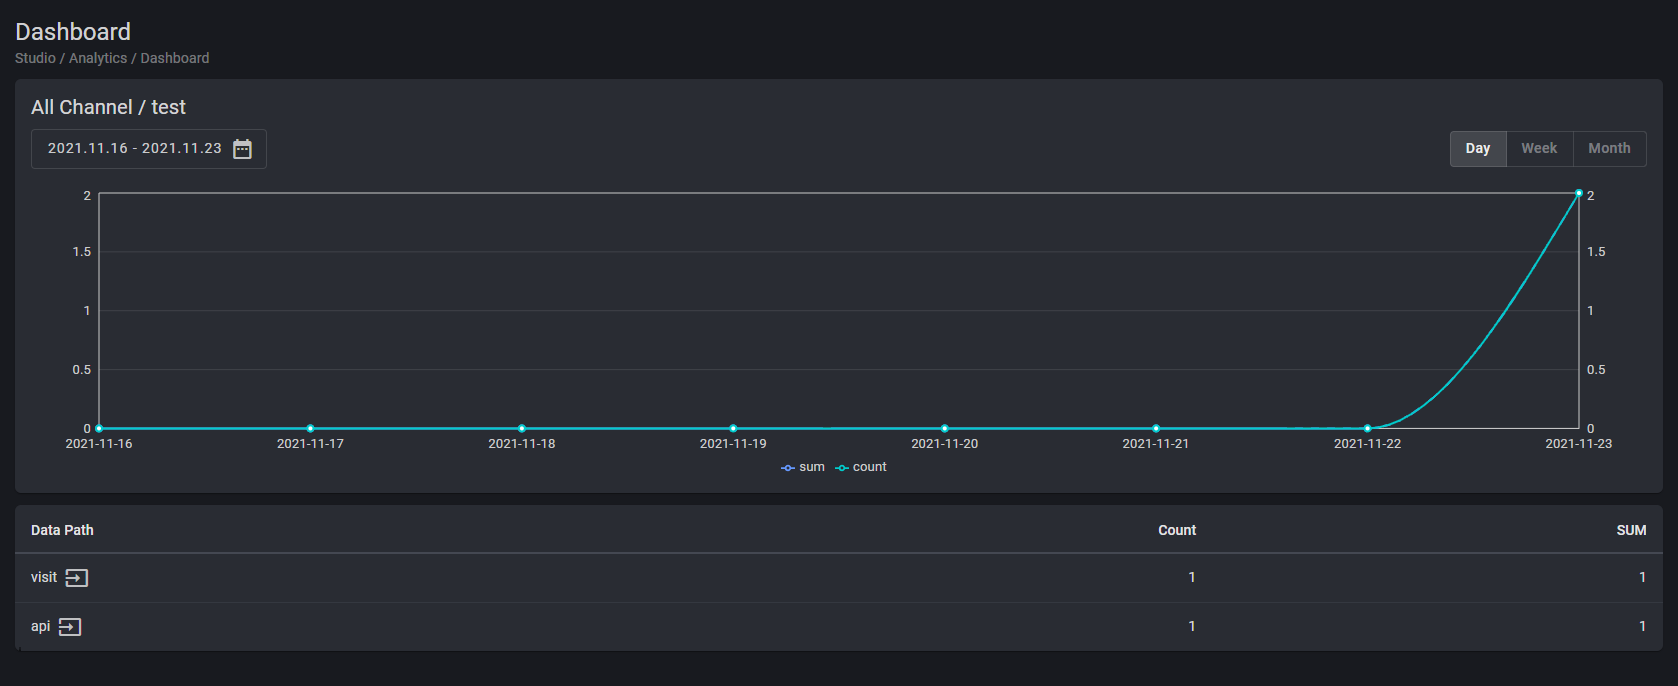 Dashboard
Studio / Analytics / Dashboard
All Channel / test
2021.11.16 - 2021.11.23
Day Week Month
2 2
1.5 1.5
1 1
0.5 0.5
0 0
2021-11-16 2021-11-17 2021-11-18 2021-11-19 2021-11-20 2021-11-21 2021-11-22 2021-11-23
sum count
Data Path Count SUM
visit 1 1
api 1 1